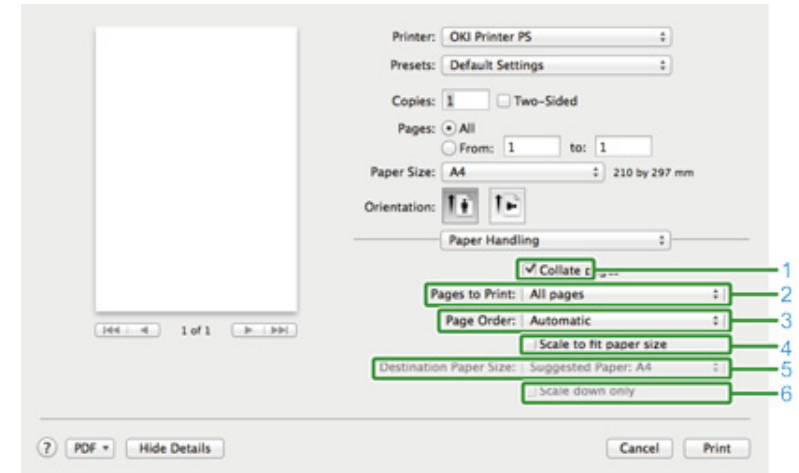 Printer: OKI Printer PS
Presets: Default Settings
Copies: 1 Two-Sided
Pages: All
From: 1 to: 1
Paper Size: A4 210 by 297 mm
Orientation:
Paper Handling
Collate
1
Pages to Print: All pages
2
Page Order: Automatic
3
1 of 1
Scale to fit paper size
4
Destination Paper Size: Suggested Paper: A4
5
Scale down only
6
? PDF Hide Details Cancel Print